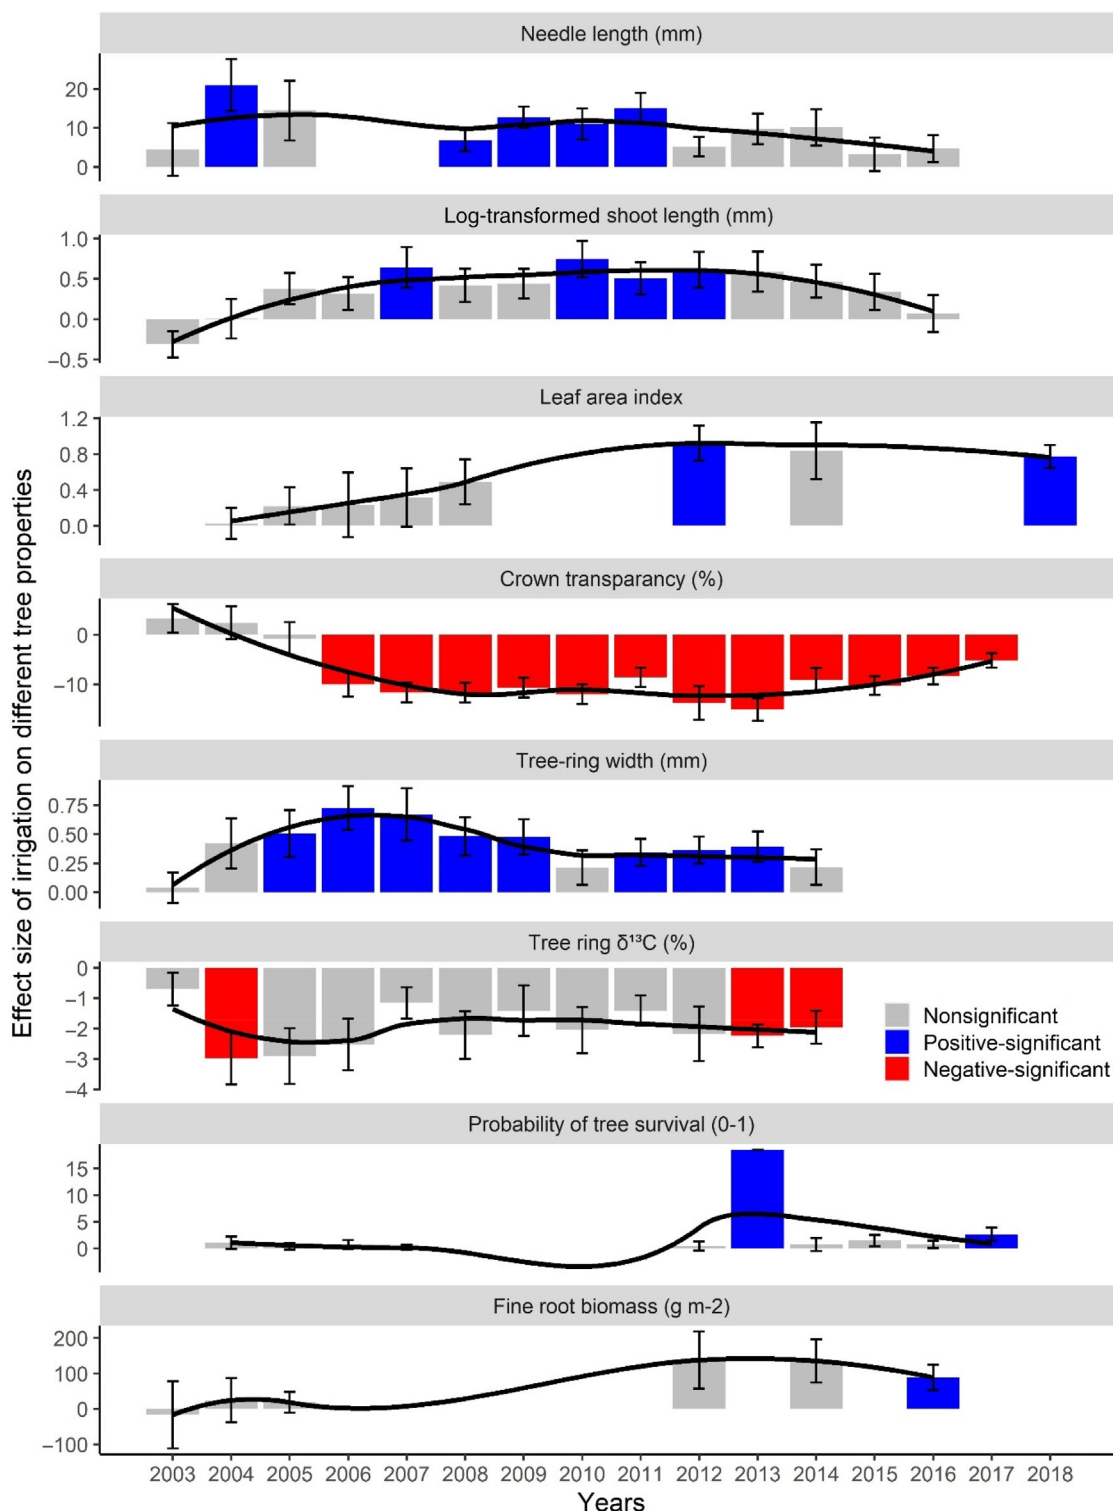 Needle length (mm)
20
10
0
Log-transformed shoot length (mm)
1.0
0.5
0.0
−0.5
Leaf area index
1.2
0.8
0.4
0.0
Crown transparancy (%)
0
−10
Tree-ring width (mm)
0.75
0.50
0.25
0.00
Tree ring δ¹³C (%)
0
−1
−2
−3
−4
Nonsignificant
Positive-significant
Negative-significant
Probability of tree survival (0-1)
15
10
5
0
Fine root biomass (g m-2)
200
100
0
−100
2003 2004 2005 2006 2007 2008 2009 2010 2011 2012 2013 2014 2015 2016 2017 2018
Years
Effect size of irrigation on different tree properties